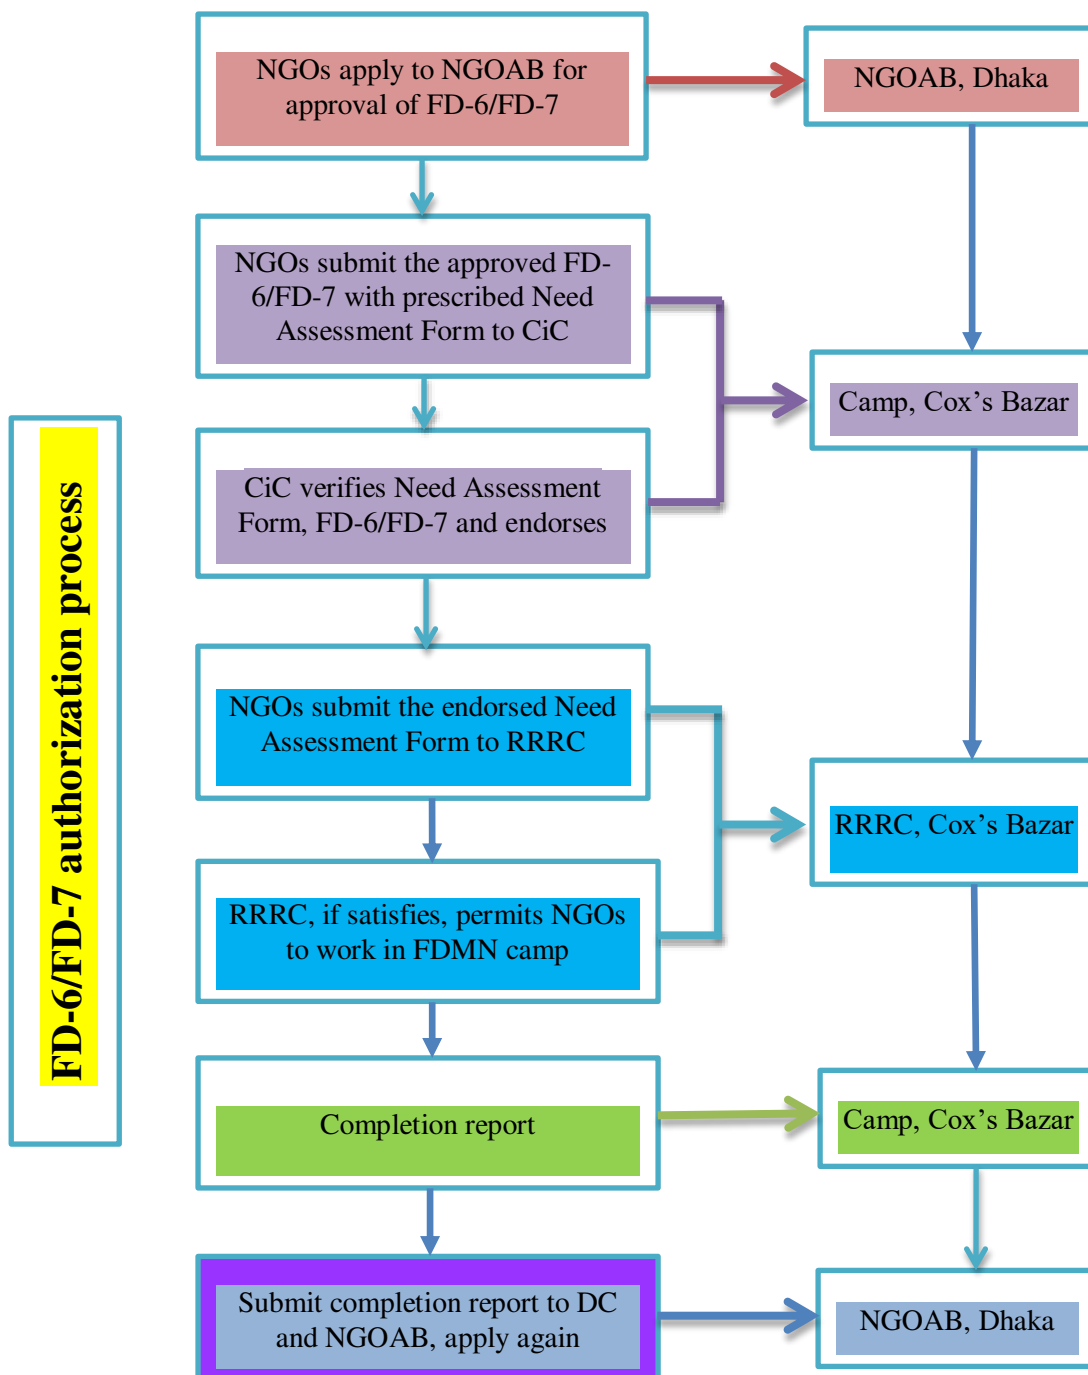 FD-6/FD-7 authorization process
NGOs apply to NGOAB for
approval of FD-6/FD-7
NGOAB, Dhaka
NGOs submit the approved FD-
6/FD-7 with prescribed Need
Assessment Form to CiC
Camp, Cox’s Bazar
CiC verifies Need Assessment
Form, FD-6/FD-7 and endorses
NGOs submit the endorsed Need
Assessment Form to RRRC
RRRC, Cox’s Bazar
RRRC, if satisfies, permits NGOs
to work in FDMN camp
Completion report
Camp, Cox’s Bazar
Submit completion report to DC
and NGOAB, apply again
NGOAB, Dhaka